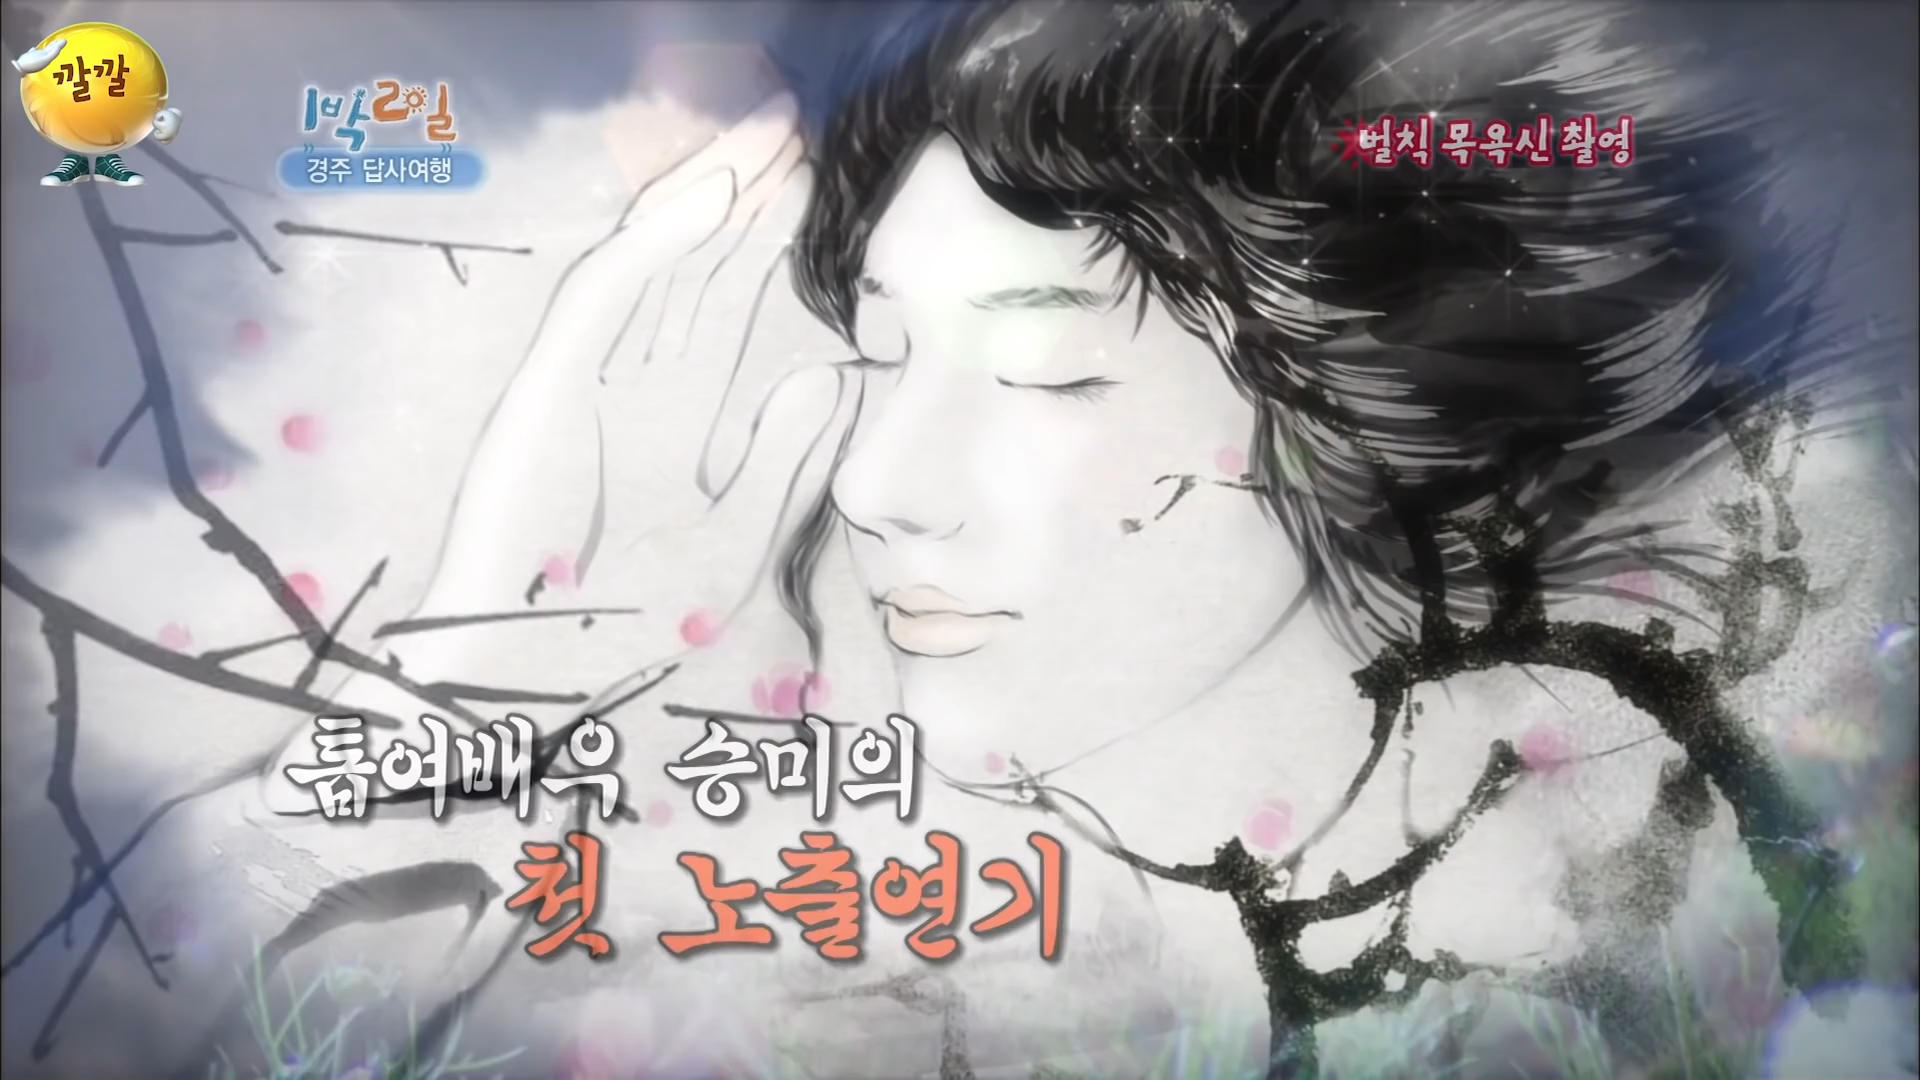 깔깔
1박2일
경주 답사여행
벌칙 목욕신 촬영
톱여배우 승미의
첫 노출연기